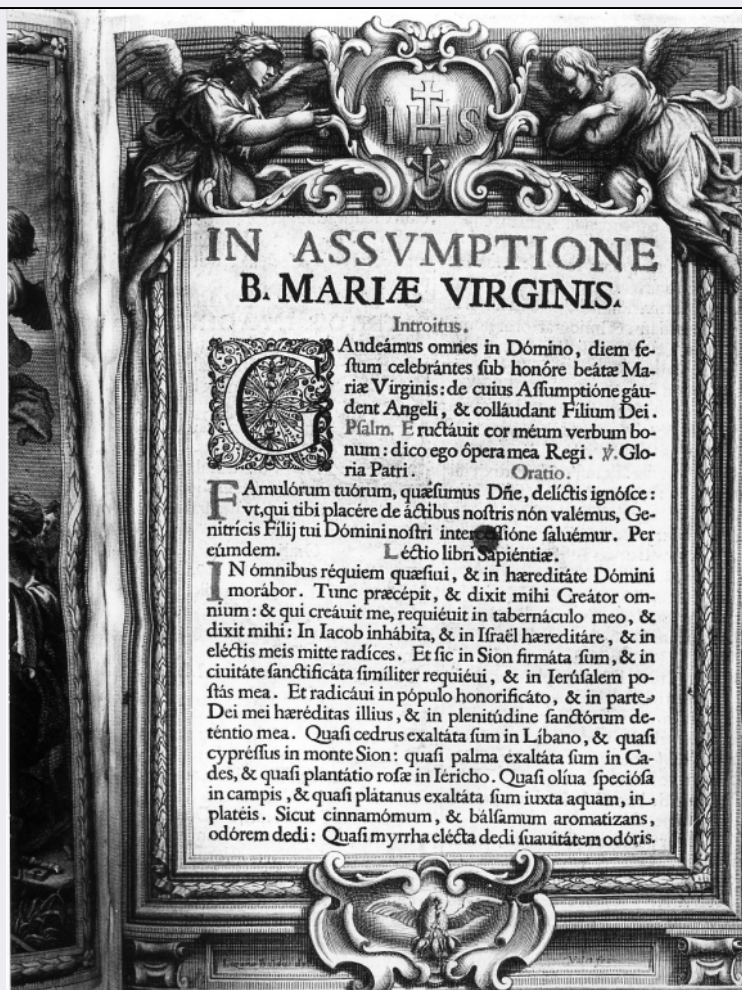 IHS
IN ASSVMPTIONE
B. MARIÆ VIRGINIS.
Introitus.
GAudeámus omnes in Dómino, diem fe-
ſtum celebrántes ſub honóre beátæ Ma-
riæ Virginis: de cuius Aſſumptióne gáu-
dent Angeli, & colláudant Filium Dei.
Pſalm. Eructáuit cor méum verbum bo-
num: dico ego ópera mea Regi. ℣. Glo-
ria Patri. Oratio.
FAmulórum tuórum, quǽſumus Dñe, delíctis ignóſce:
vt, qui tibi placére de áctibus noſtris nón valémus, Ge-
nitrícis Filij tui Dómini noſtri interceſſióne ſaluémur. Per
eúmdem. Léctio libri Sapiéntiæ.
IN ómnibus réquiem quæſiui, & in hæreditáte Dómini
morábor. Tunc præcépit, & dixit mihi Creátor om-
nium: & qui creáuit me, requiéuit in tabernáculo meo, &
dixit mihi: In Iacob inhábita, & in Iſraël hæreditáre, & in
eléctis meis mitte radíces. Et ſic in Sion firmáta ſum, & in
ciuitáte ſanctificáta ſimíliter requiéui, & in Ierúſalem po-
ſtás mea. Et radicáui in pópulo honorificáto, & in parte
Dei mei hæréditas illius, & in plenitúdine ſanctórum de-
téntio mea. Quaſi cedrus exaltáta ſum in Líbano, & quaſi
cypréſſus in monte Sion: quaſi palma exaltáta ſum in Ca-
des, & quaſi plantátio roſæ in Iéricho. Quaſi olíua ſpecióſa
in campis, & quaſi plátanus exaltáta ſum iuxta aquam, in
platéis. Sicut cinnamómum, & bálſamum aromatízans,
odórem dedi: Quaſi myrrha elécta dedi ſuauitátem odóris.